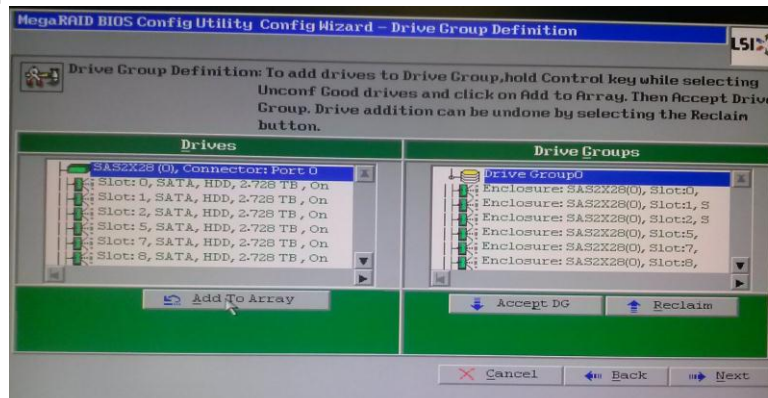 MegaRAID BIOS Config Utility Config Wizard – Drive Group Definition
LSI
Drive Group Definition: To add drives to Drive Group,hold Control key while selecting
Unconf Good drives and click on Add to Array. Then Accept Drive
Group. Drive addition can be undone by selecting the Reclaim
button.
Drives
SAS2X28 (0), Connector: Port 0
Slot: 0, SATA, HDD, 2.728 TB , On
Slot: 1, SATA, HDD, 2.728 TB , On
Slot: 2, SATA, HDD, 2.728 TB , On
Slot: 5, SATA, HDD, 2.728 TB , On
Slot: 7, SATA, HDD, 2.728 TB , On
Slot: 8, SATA, HDD, 2.728 TB , On
Add To Array
Drive Groups
Drive Group0
Enclosure: SAS2X28(0), Slot:0,
Enclosure: SAS2X28(0), Slot:1, S
Enclosure: SAS2X28(0), Slot:2, S
Enclosure: SAS2X28(0), Slot:5,
Enclosure: SAS2X28(0), Slot:7,
Enclosure: SAS2X28(0), Slot:8,
Accept DG
Reclaim
Cancel
Back
Next